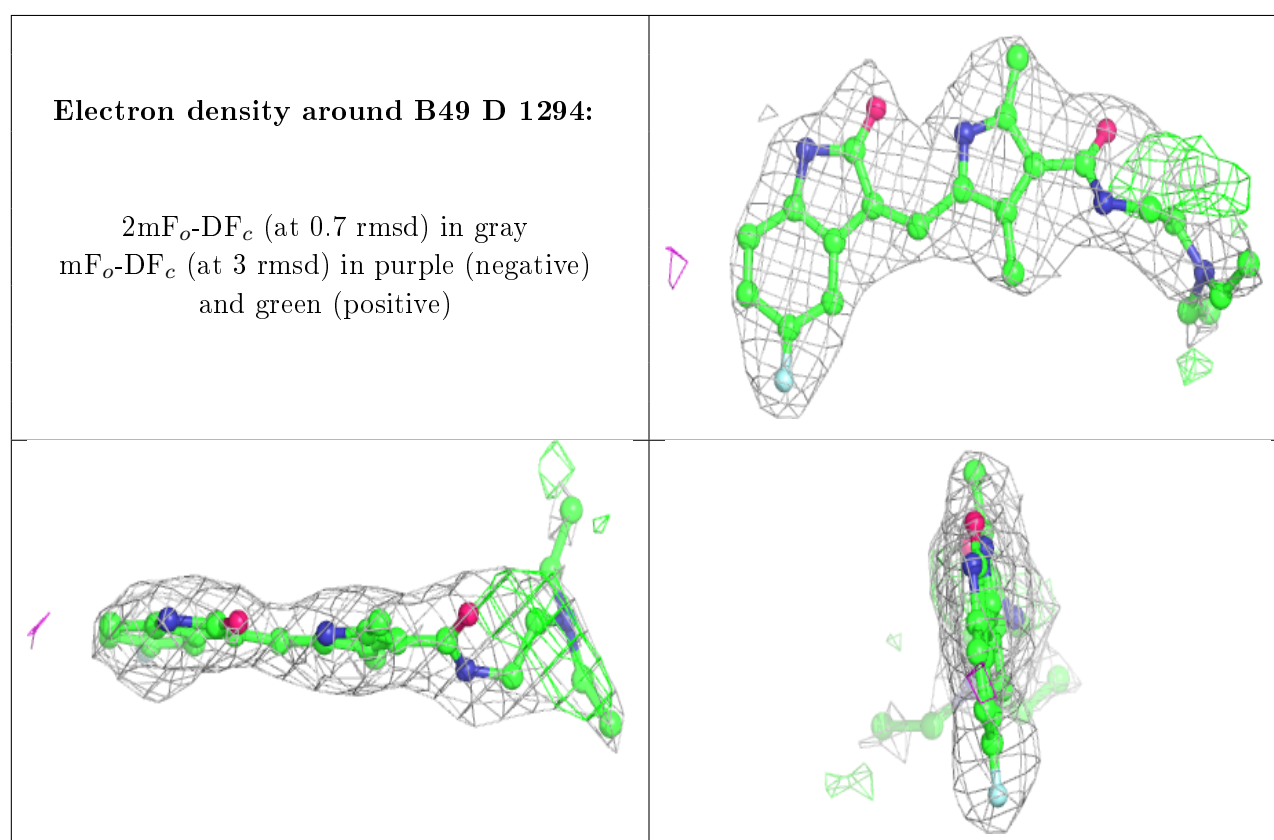 Electron density around B49 D 1294:
2mFₒ-DF𝒸 (at 0.7 rmsd) in gray
mFₒ-DF𝒸 (at 3 rmsd) in purple (negative)
and green (positive)